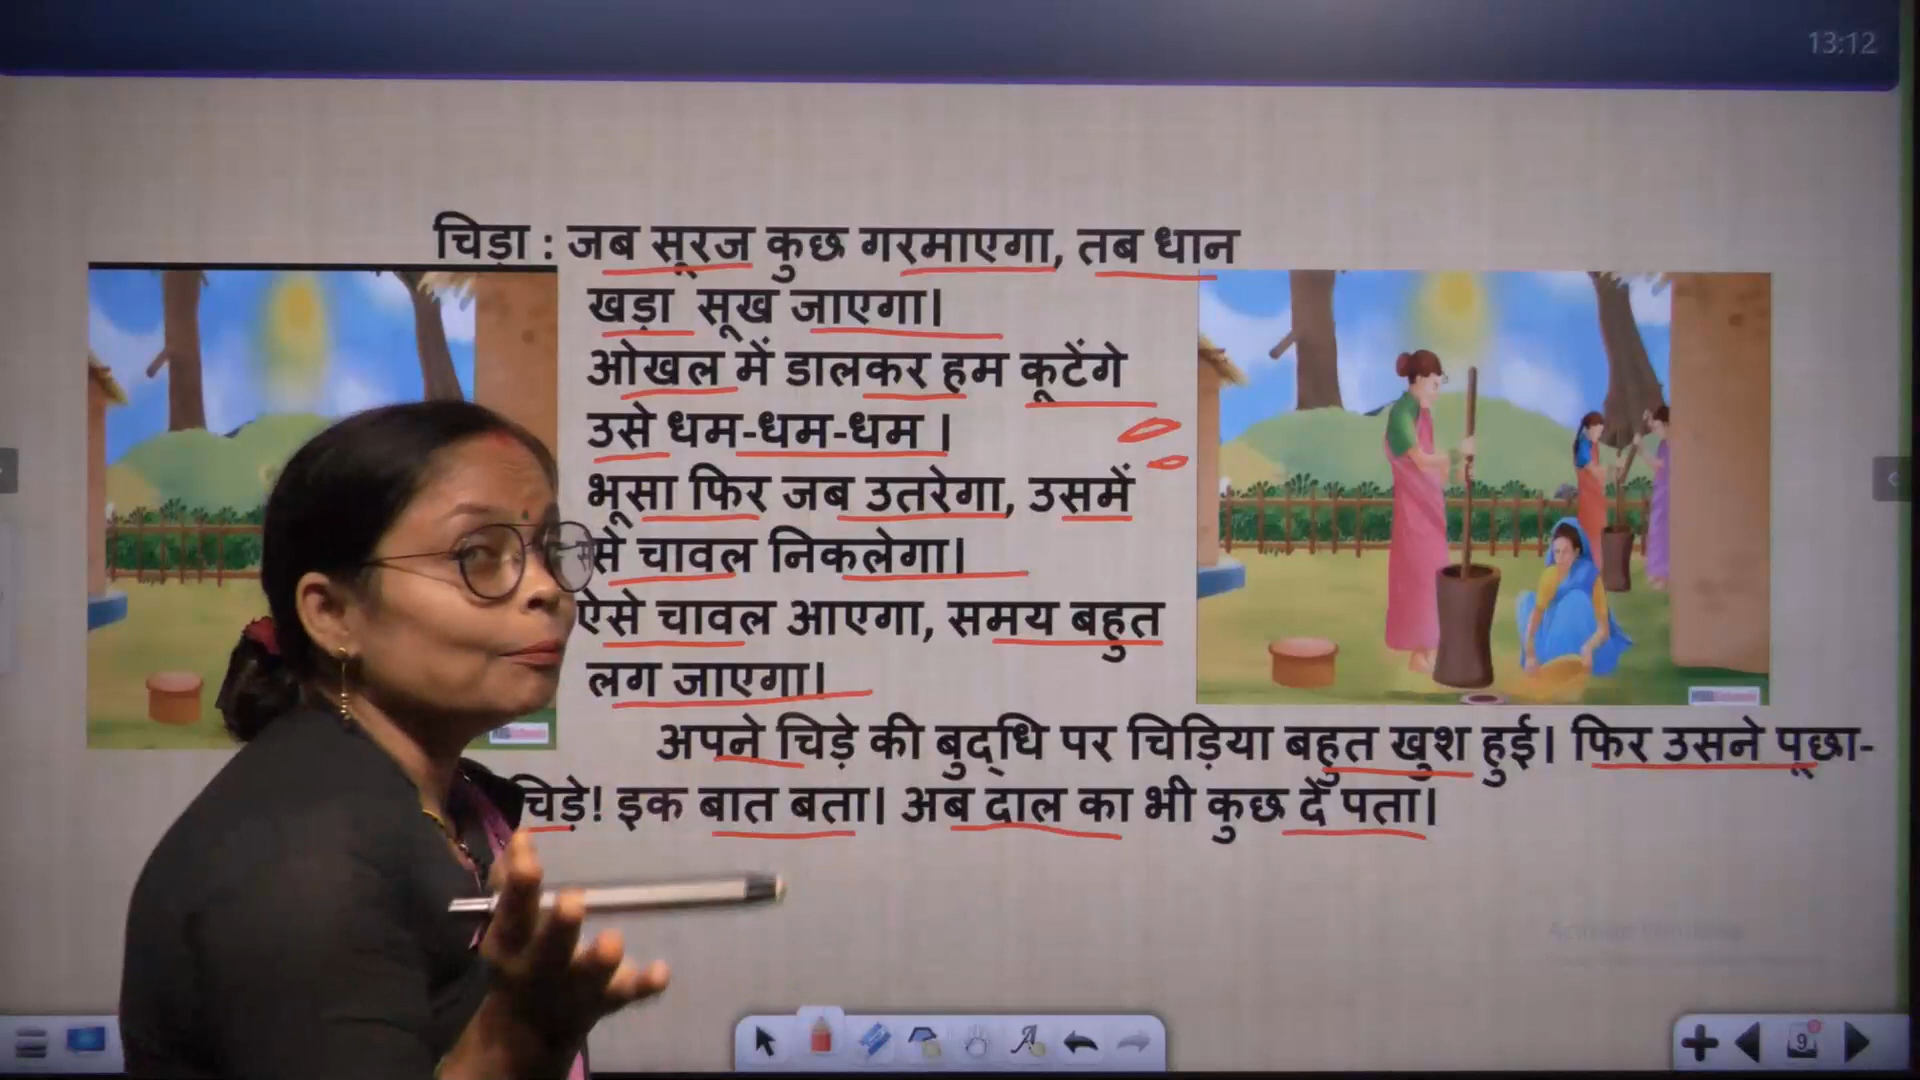 13:12
चिड़ा : जब सूरज कुछ गरमाएगा, तब धान
खड़ा सूख जाएगा।
ओखल में डालकर हम कूटेंगे
उसे धम-धम-धम ।
भूसा फिर जब उतरेगा, उसमें
से चावल निकलेगा।
ऐसे चावल आएगा, समय बहुत
लग जाएगा।
अपने चिड़े की बुद्धि पर चिड़िया बहुत खुश हुई। फिर उसने पूछा-
चिड़े! इक बात बता। अब दाल का भी कुछ दें पता।
9